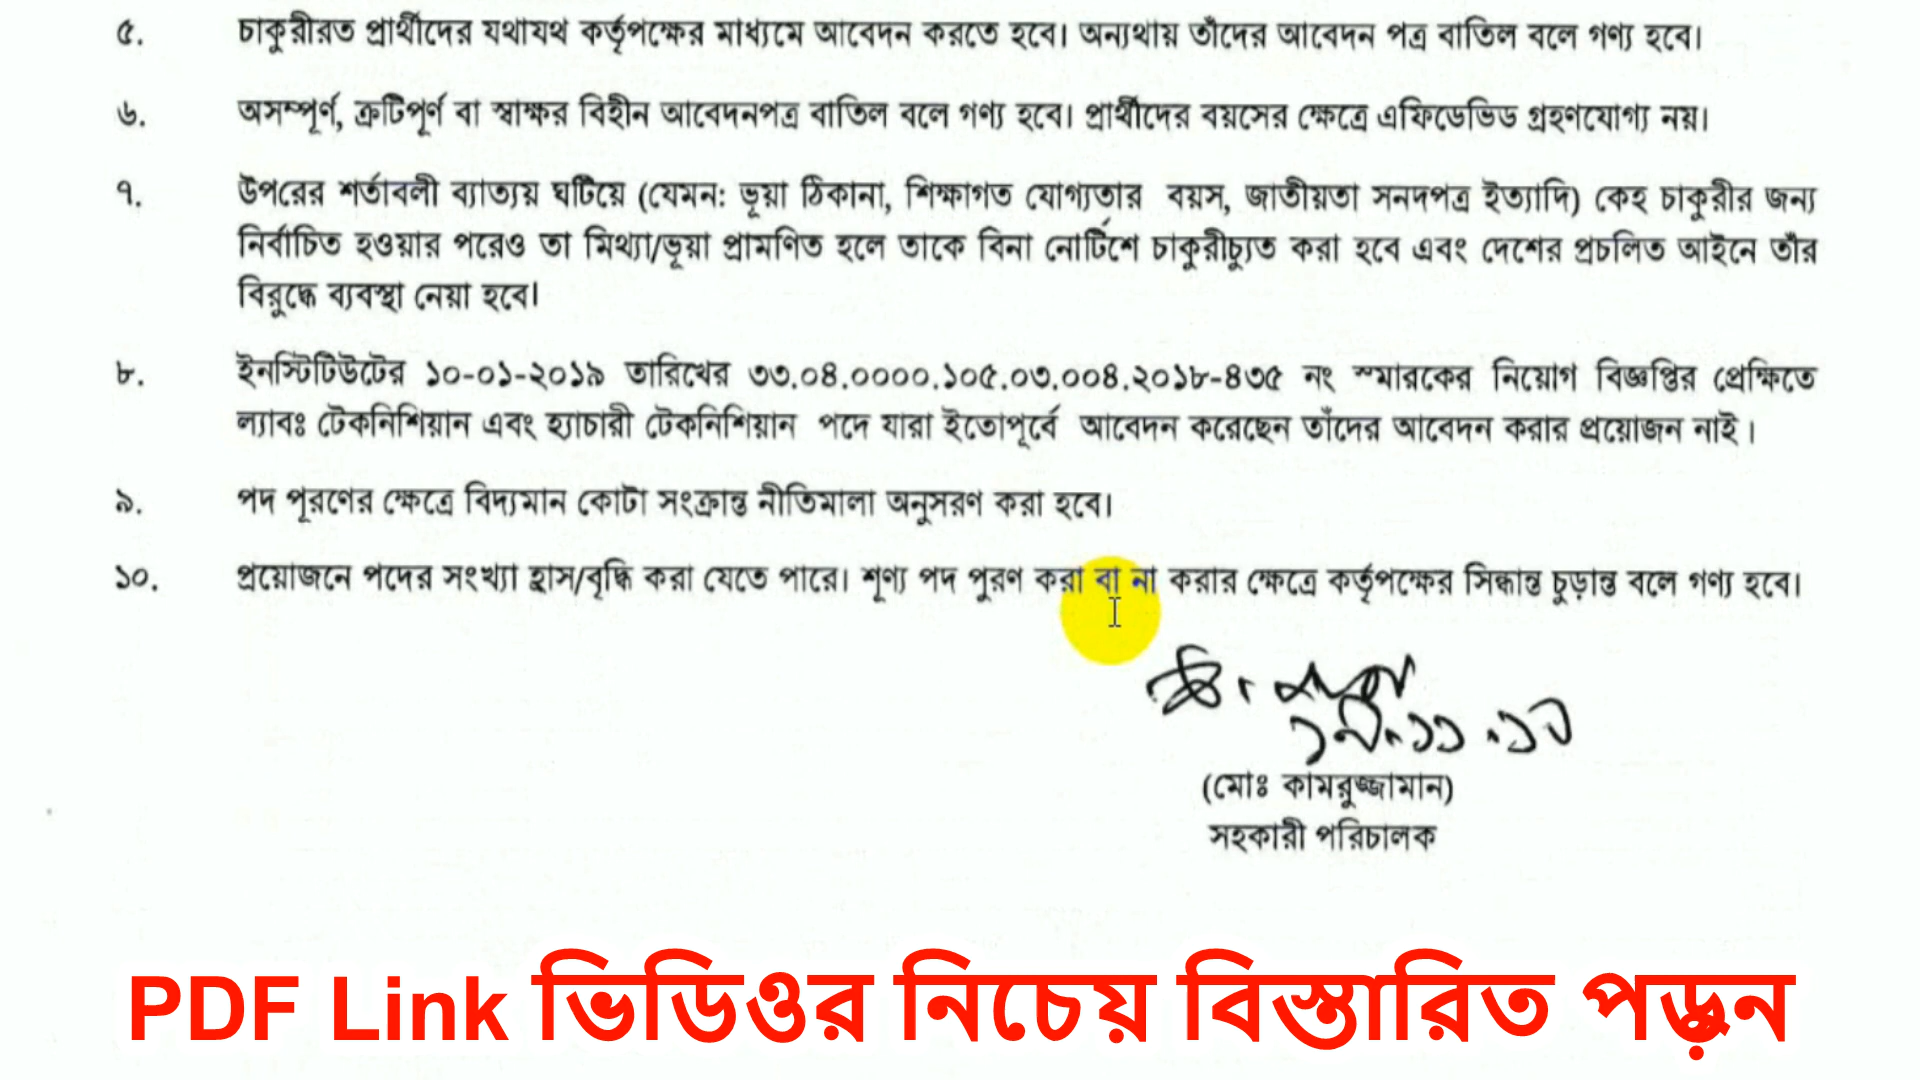 ৫. চাকুরীরত প্রার্থীদের যথাযথ কর্তৃপক্ষের মাধ্যমে আবেদন করতে হবে। অন্যথায় তাঁদের আবেদন পত্র বাতিল বলে গণ্য হবে।
৬. অসম্পূর্ণ, ত্রুটিপূর্ণ বা স্বাক্ষর বিহীন আবেদনপত্র বাতিল বলে গণ্য হবে। প্রার্থীদের বয়সের ক্ষেত্রে এফিডেভিড গ্রহণযোগ্য নয়।
৭. উপরের শর্তাবলী ব্যাত্যয় ঘটিয়ে (যেমন: ভূয়া ঠিকানা, শিক্ষাগত যোগ্যতার বয়স, জাতীয়তা সনদপত্র ইত্যাদি) কেহ চাকুরীর জন্য
নির্বাচিত হওয়ার পরেও তা মিথ্যা/ভূয়া প্রামণিত হলে তাকে বিনা নোর্টিশে চাকুরীচ্যুত করা হবে এবং দেশের প্রচলিত আইনে তাঁর
বিরুদ্ধে ব্যবস্থা নেয়া হবে।
৮. ইনস্টিটিউটের ১০-০১-২০১৯ তারিখের ৩৩.০৪.০০০০.১০৫.০৩.০০৪.২০১৮-৪৩৫ নং স্মারকের নিয়োগ বিজ্ঞপ্তির প্রেক্ষিতে
ল্যাবঃ টেকনিশিয়ান এবং হ্যাচারী টেকনিশিয়ান পদে যারা ইতোপূর্বে আবেদন করেছেন তাঁদের আবেদন করার প্রয়োজন নাই।
৯. পদ পূরণের ক্ষেত্রে বিদ্যমান কোটা সংক্রান্ত নীতিমালা অনুসরণ করা হবে।
১০. প্রয়োজনে পদের সংখ্যা হ্রাস/বৃদ্ধি করা যেতে পারে। শূণ্য পদ পুরণ করা বা না করার ক্ষেত্রে কর্তৃপক্ষের সিদ্ধান্ত চুড়ান্ত বলে গণ্য হবে।
(মোঃ কামরুজ্জামান)
সহকারী পরিচালক
PDF Link ভিডিওর নিচেয় বিস্তারিত পড়ুন